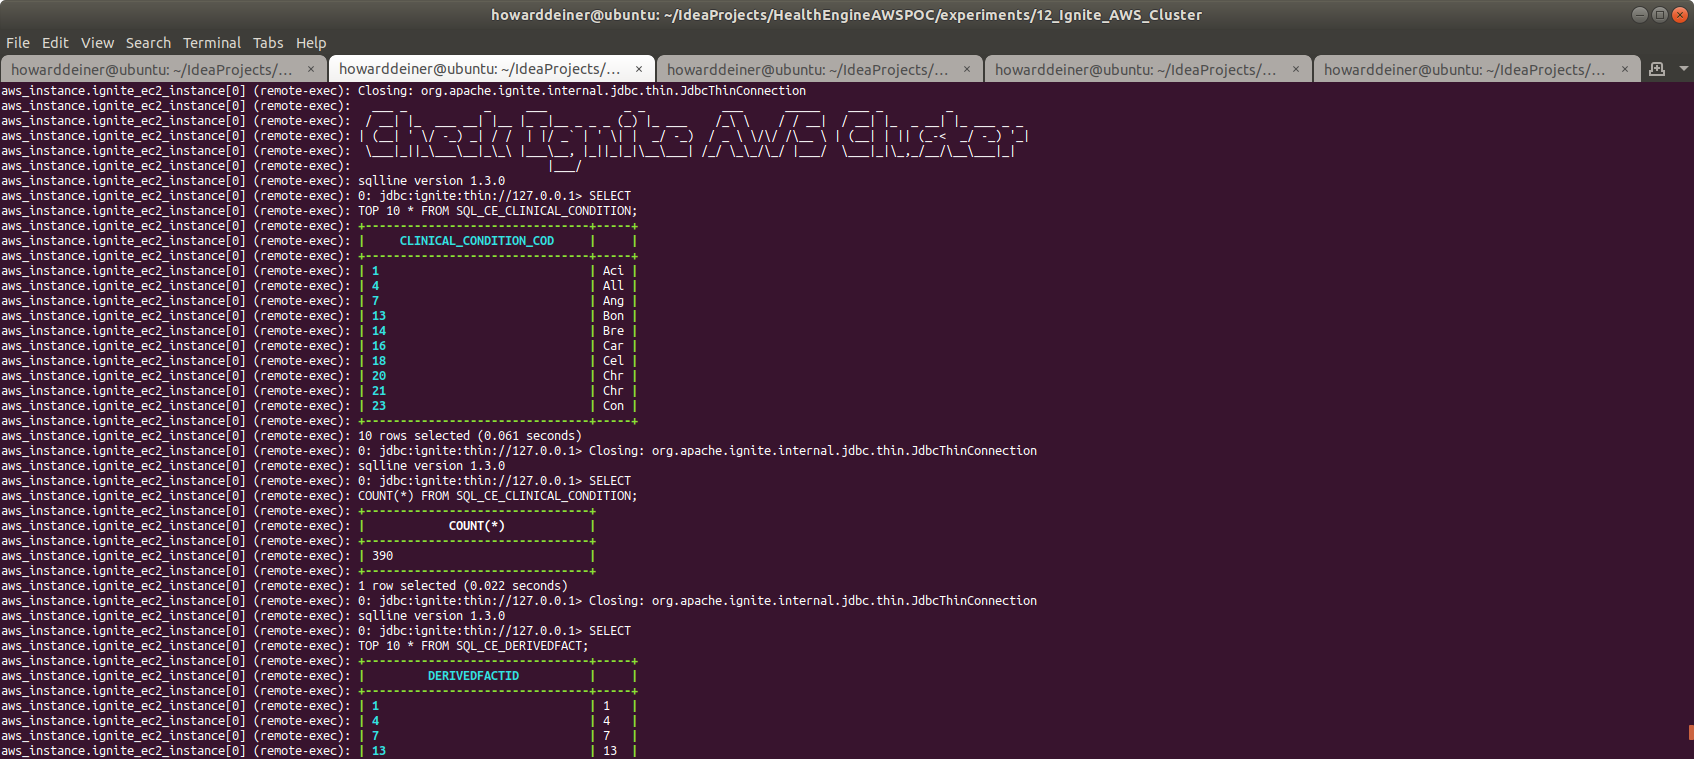 howarddeiner@ubuntu: ~/IdeaProjects/HealthEngineAWSPOC/experiments/12_Ignite_AWS_Cluster
File Edit View Search Terminal Tabs Help
howarddeiner@ubuntu: ~/IdeaProjects/... × howarddeiner@ubuntu: ~/IdeaProjects/... × howarddeiner@ubuntu: ~/IdeaProjects/... × howarddeiner@ubuntu: ~/IdeaProjects/... × howarddeiner@ubuntu: ~/IdeaProjects/... ×
aws_instance.ignite_ec2_instance[0] (remote-exec): Closing: org.apache.ignite.internal.jdbc.thin.JdbcThinConnection
aws_instance.ignite_ec2_instance[0] (remote-exec):
aws_instance.ignite_ec2_instance[0] (remote-exec):
aws_instance.ignite_ec2_instance[0] (remote-exec): Check Ignite AWS Cluster
aws_instance.ignite_ec2_instance[0] (remote-exec):
aws_instance.ignite_ec2_instance[0] (remote-exec):
aws_instance.ignite_ec2_instance[0] (remote-exec): sqlline version 1.3.0
aws_instance.ignite_ec2_instance[0] (remote-exec): 0: jdbc:ignite:thin://127.0.0.1> SELECT
aws_instance.ignite_ec2_instance[0] (remote-exec): TOP 10 * FROM SQL_CE_CLINICAL_CONDITION;
aws_instance.ignite_ec2_instance[0] (remote-exec): +--------------------------------+-----+
aws_instance.ignite_ec2_instance[0] (remote-exec): | CLINICAL_CONDITION_COD | |
aws_instance.ignite_ec2_instance[0] (remote-exec): +--------------------------------+-----+
aws_instance.ignite_ec2_instance[0] (remote-exec): | 1 | Aci |
aws_instance.ignite_ec2_instance[0] (remote-exec): | 4 | All |
aws_instance.ignite_ec2_instance[0] (remote-exec): | 7 | Ang |
aws_instance.ignite_ec2_instance[0] (remote-exec): | 13 | Bon |
aws_instance.ignite_ec2_instance[0] (remote-exec): | 14 | Bre |
aws_instance.ignite_ec2_instance[0] (remote-exec): | 16 | Car |
aws_instance.ignite_ec2_instance[0] (remote-exec): | 18 | Cel |
aws_instance.ignite_ec2_instance[0] (remote-exec): | 20 | Chr |
aws_instance.ignite_ec2_instance[0] (remote-exec): | 21 | Chr |
aws_instance.ignite_ec2_instance[0] (remote-exec): | 23 | Con |
aws_instance.ignite_ec2_instance[0] (remote-exec): +--------------------------------+-----+
aws_instance.ignite_ec2_instance[0] (remote-exec): 10 rows selected (0.061 seconds)
aws_instance.ignite_ec2_instance[0] (remote-exec): 0: jdbc:ignite:thin://127.0.0.1> Closing: org.apache.ignite.internal.jdbc.thin.JdbcThinConnection
aws_instance.ignite_ec2_instance[0] (remote-exec): sqlline version 1.3.0
aws_instance.ignite_ec2_instance[0] (remote-exec): 0: jdbc:ignite:thin://127.0.0.1> SELECT
aws_instance.ignite_ec2_instance[0] (remote-exec): COUNT(*) FROM SQL_CE_CLINICAL_CONDITION;
aws_instance.ignite_ec2_instance[0] (remote-exec): +--------------------------------+
aws_instance.ignite_ec2_instance[0] (remote-exec): | COUNT(*) |
aws_instance.ignite_ec2_instance[0] (remote-exec): +--------------------------------+
aws_instance.ignite_ec2_instance[0] (remote-exec): | 390 |
aws_instance.ignite_ec2_instance[0] (remote-exec): +--------------------------------+
aws_instance.ignite_ec2_instance[0] (remote-exec): 1 row selected (0.022 seconds)
aws_instance.ignite_ec2_instance[0] (remote-exec): 0: jdbc:ignite:thin://127.0.0.1> Closing: org.apache.ignite.internal.jdbc.thin.JdbcThinConnection
aws_instance.ignite_ec2_instance[0] (remote-exec): sqlline version 1.3.0
aws_instance.ignite_ec2_instance[0] (remote-exec): 0: jdbc:ignite:thin://127.0.0.1> SELECT
aws_instance.ignite_ec2_instance[0] (remote-exec): TOP 10 * FROM SQL_CE_DERIVEDFACT;
aws_instance.ignite_ec2_instance[0] (remote-exec): +--------------------------------+-----+
aws_instance.ignite_ec2_instance[0] (remote-exec): | DERIVEDFACTID | |
aws_instance.ignite_ec2_instance[0] (remote-exec): +--------------------------------+-----+
aws_instance.ignite_ec2_instance[0] (remote-exec): | 1 | 1 |
aws_instance.ignite_ec2_instance[0] (remote-exec): | 4 | 4 |
aws_instance.ignite_ec2_instance[0] (remote-exec): | 7 | 7 |
aws_instance.ignite_ec2_instance[0] (remote-exec): | 13 | 13 |